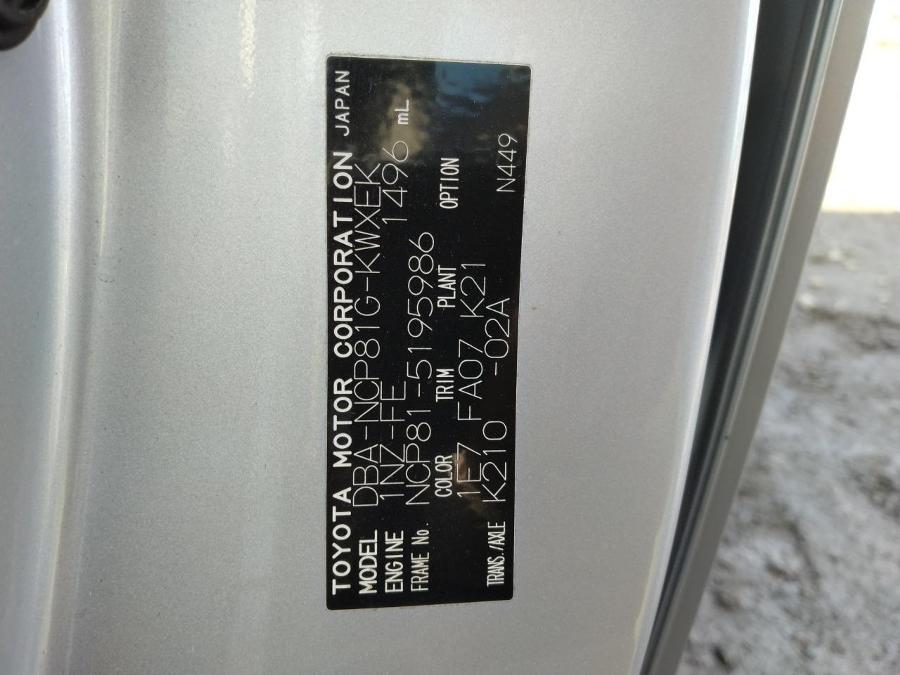 TOYOTA MOTOR CORPORATION JAPAN
MODEL DBA-NCP81G-KWXEK
ENGINE 1NZ-FE 1496 mL
FRAME No. NCP81-5195986
COLOR TRIM PLANT OPTION
1E7 FA07 K21
TRANS./AXLE K210 -02A N449